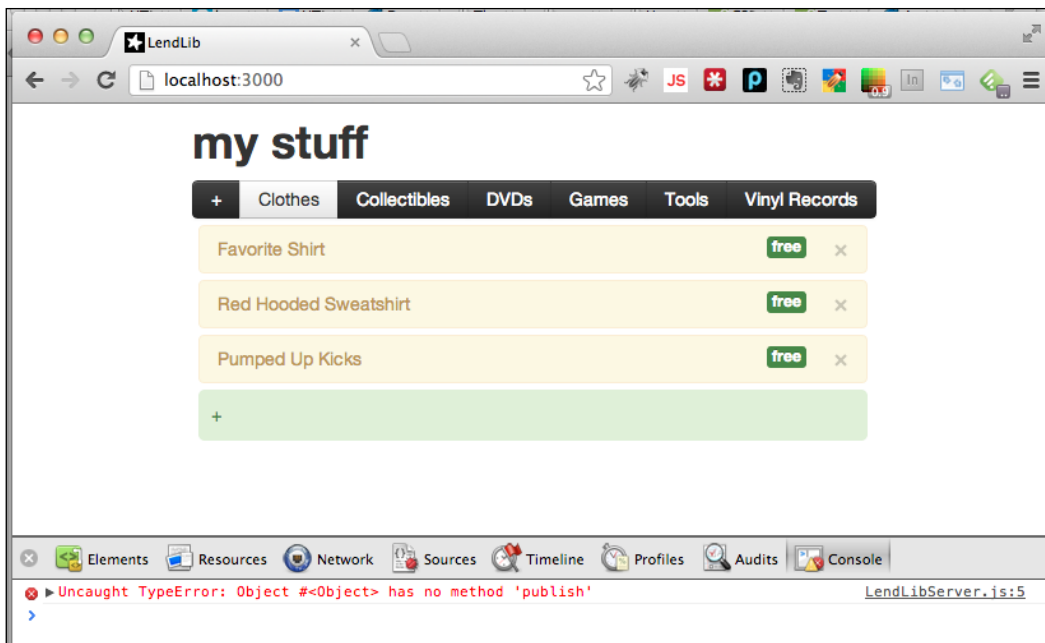 LendLib
localhost:3000
JS
p
0.9
In
my stuff
+ Clothes Collectibles DVDs Games Tools Vinyl Records
Favorite Shirt free ×
Red Hooded Sweatshirt free ×
Pumped Up Kicks free ×
+
Elements Resources Network Sources Timeline Profiles Audits Console
Uncaught TypeError: Object #<Object> has no method 'publish' LendLibServer.js:5
>